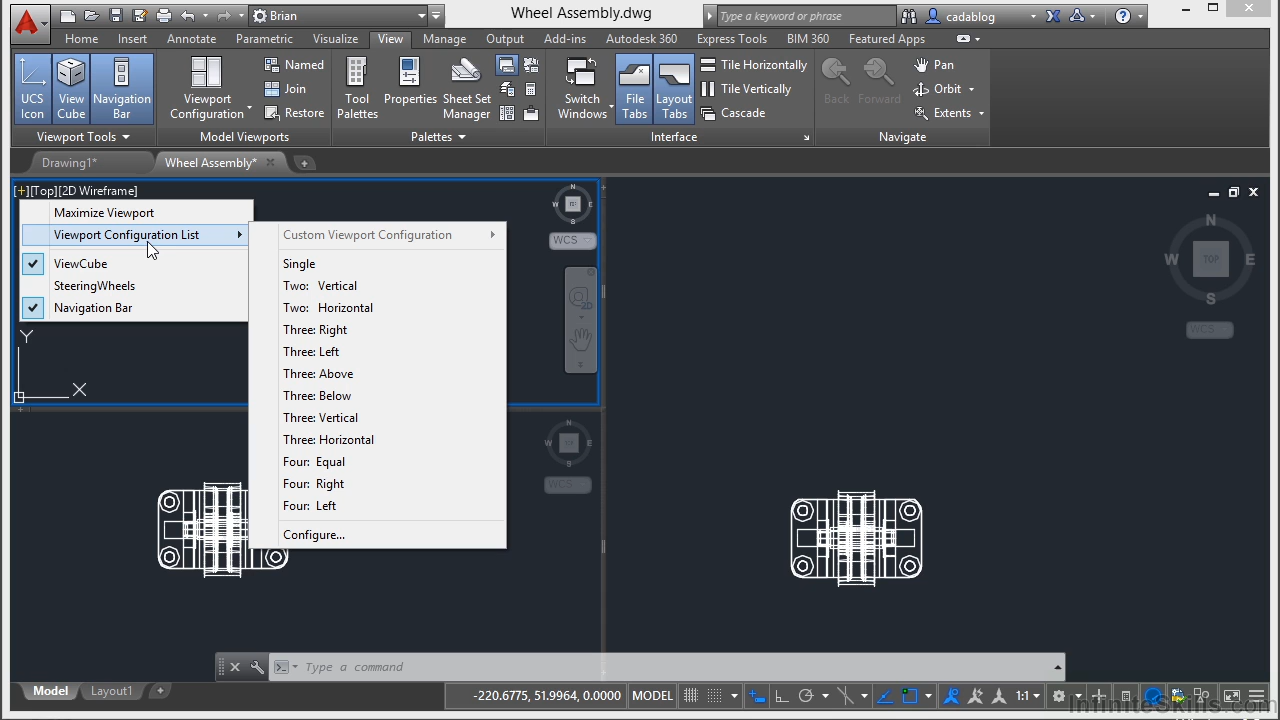 Brian
Wheel Assembly.dwg
Type a keyword or phrase
cadablog
Home Insert Annotate Parametric Visualize View Manage Output Add-ins Autodesk 360 Express Tools BIM 360 Featured Apps
UCS Icon
View Cube
Navigation Bar
Viewport Configuration
Named
Join
Restore
Tool Palettes
Properties
Sheet Set Manager
Switch Windows
File Tabs
Layout Tabs
Tile Horizontally
Tile Vertically
Cascade
Back
Forward
Pan
Orbit
Extents
Viewport Tools
Model Viewports
Palettes
Interface
Navigate
Drawing1*
Wheel Assembly*
[+][Top][2D Wireframe]
Maximize Viewport
Viewport Configuration List
ViewCube
SteeringWheels
Navigation Bar
Custom Viewport Configuration
Single
Two: Vertical
Two: Horizontal
Three: Right
Three: Left
Three: Above
Three: Below
Three: Vertical
Three: Horizontal
Four: Equal
Four: Right
Four: Left
Configure...
N
W E
S
WCS
2D
Y
X
N
W E
S
WCS
N
W TOP E
S
WCS
Type a command
Model Layout1
-220.6775, 51.9964, 0.0000 MODEL 1:1
InfiniteSkills.com